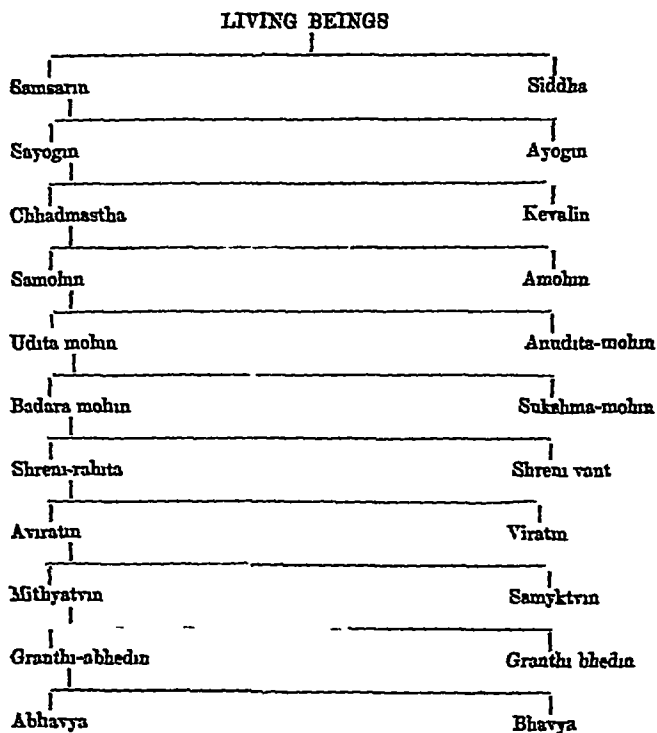 LIVING BEINGS
Samsarin Siddha
Sayogin Ayogin
Chhadmastha Kevalin
Samohin Amohin
Udita mohin Anudita-mohin
Badara mohin Sukshma-mohin
Shreni-rahita Shreni vant
Aviratin Viratin
Mithyatvin Samyktvin
Granthi-abhedin Granthi bhedin
Abhavya Bhavya